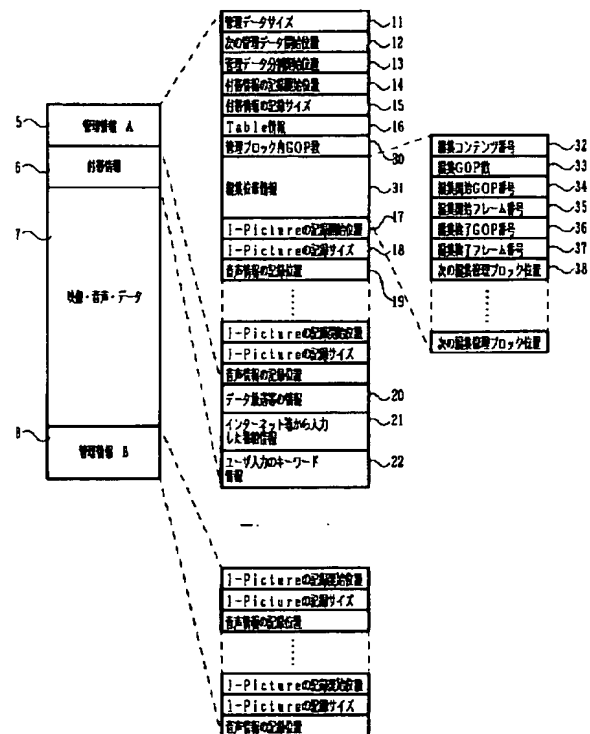 5
管理情報 A
6
付帯情報
7
映像・音声・データ
8
管理情報 B
管理データサイズ
11
次の管理データ開始位置
12
管理データ分割開始位置
13
付帯情報の記録開始位置
14
付帯情報の記録サイズ
15
Table情報
16
管理ブロック内GOP数
30
編集位置情報
31
I-Pictureの記録開始位置
17
I-Pictureの記録サイズ
18
音声情報の記録位置
19
I-Pictureの記録開始位置
I-Pictureの記録サイズ
音声情報の記録位置
データ放送等の情報
20
インターネット等から入力
した情報
21
ユーザ入力のキーワード
情報
22
編集コンテンツ番号
32
編集GOP数
33
編集開始GOP番号
34
編集開始フレーム番号
35
編集終了GOP番号
36
編集終了フレーム番号
37
次の編集管理ブロック位置
38
次の編集管理ブロック位置
I-Pictureの記録開始位置
I-Pictureの記録サイズ
音声情報の記録位置
I-Pictureの記録開始位置
I-Pictureの記録サイズ
音声情報の記録位置